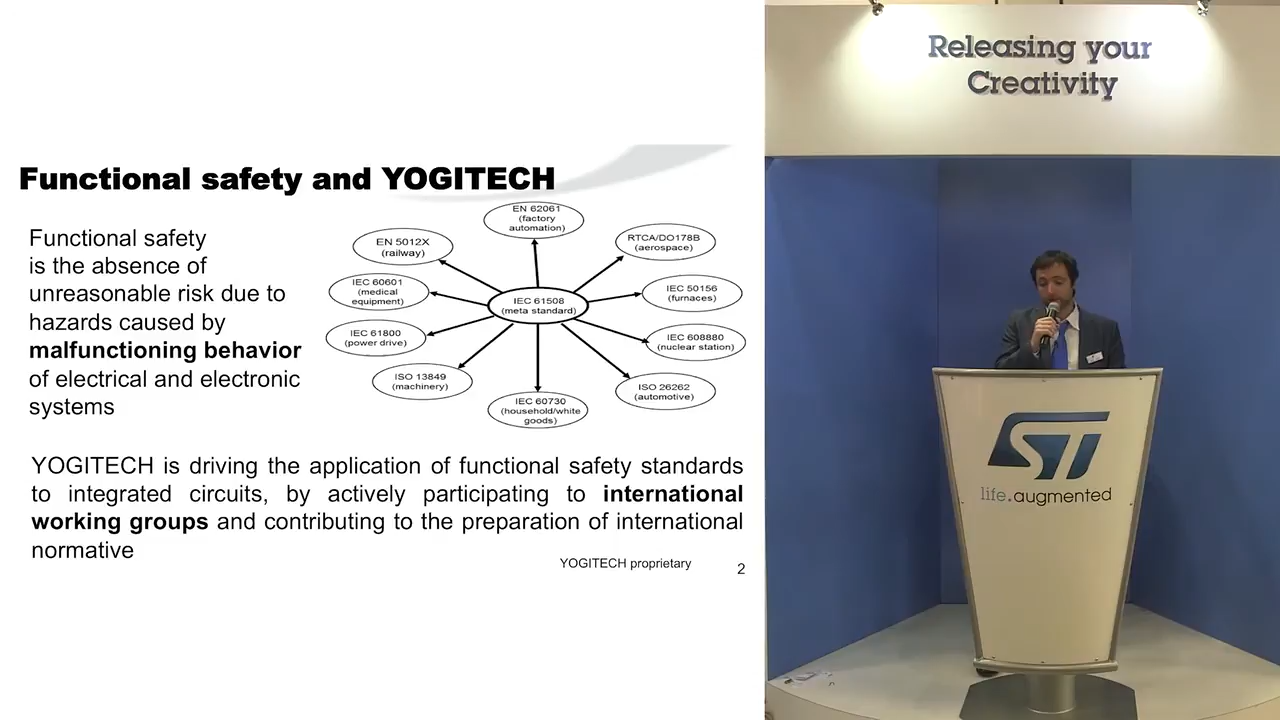 Functional safety and YOGITECH
Functional safety
is the absence of
unreasonable risk due to
hazards caused by
malfunctioning behavior
of electrical and electronic
systems
EN 62061
(factory
automation)
EN 5012X
(railway)
RTCA/DO178B
(aerospace)
IEC 60601
(medical
equipment)
IEC 61508
(meta standard)
IEC 50156
(furnaces)
IEC 61800
(power drive)
IEC 608880
(nuclear station)
ISO 13849
(machinery)
ISO 26262
(automotive)
IEC 60730
(household/white
goods)
YOGITECH is driving the application of functional safety standards
to integrated circuits, by actively participating to international
working groups and contributing to the preparation of international
normative
YOGITECH proprietary
2
Releasing your
Creativity
ST
life.augmented